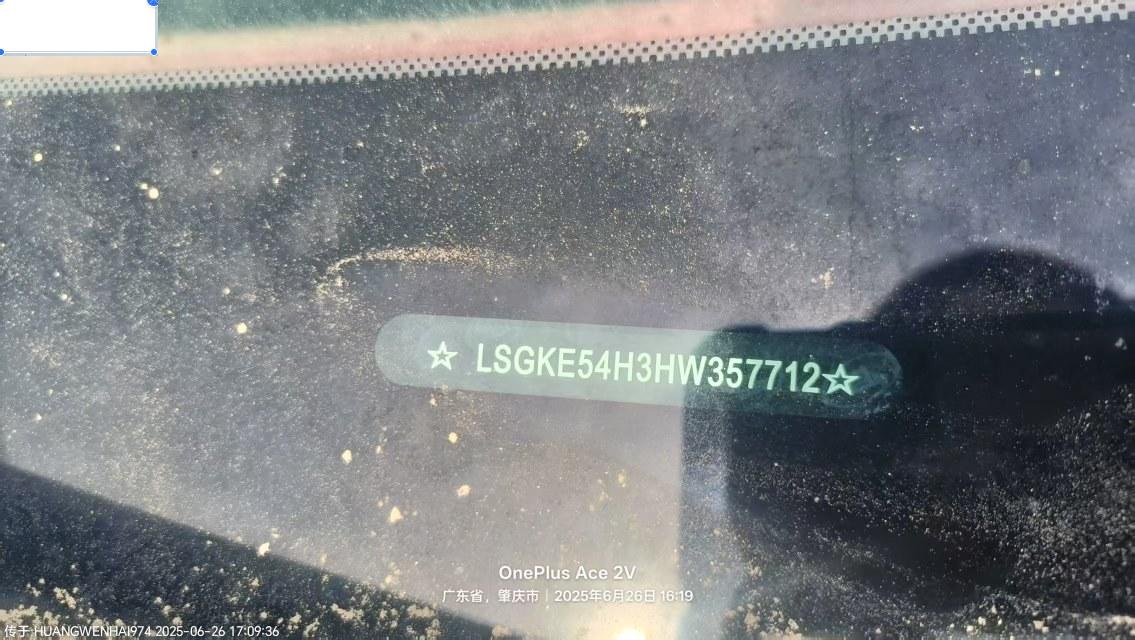 ☆ LSGKE54H3HW357712☆
OnePlus Ace 2V
广东省，肇庆市 | 2025年6月26日 16:19
传于:HUANGWENHAI974 2025-06-26 17:09:36